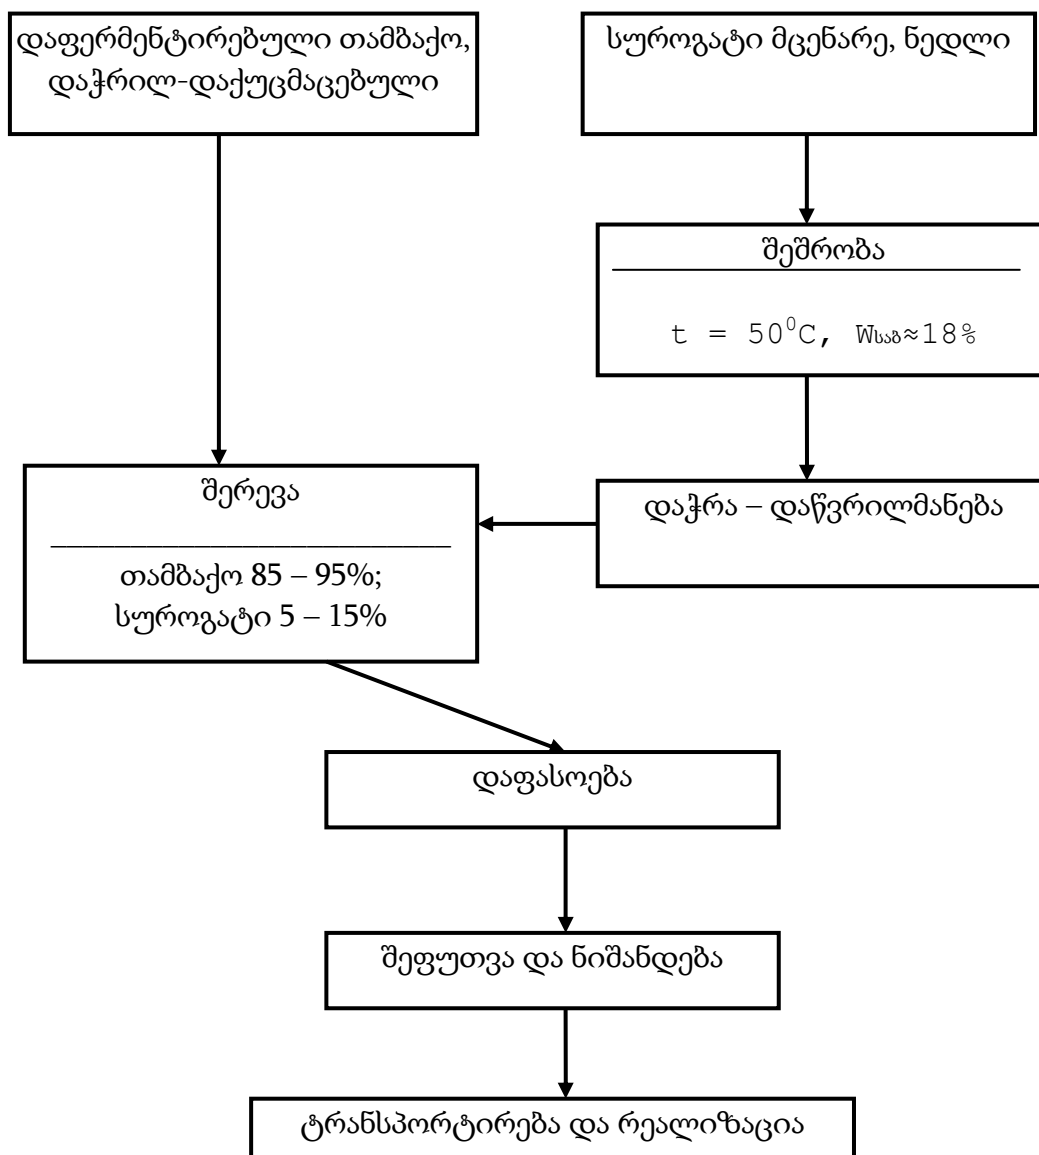 დაფერმენტირებული თამბაქო,
დაჭრილ-დაქუცმაცებული
სუროგატი მცენარე, ნედლი
შეშრობა
t = 50⁰C, Wსაბ≈18%
შერევა
თამბაქო 85 – 95%;
სუროგატი 5 – 15%
დაჭრა – დაწვრილმანება
დაფასოება
შეფუთვა და ნიშანდება
ტრანსპორტირება და რეალიზაცია